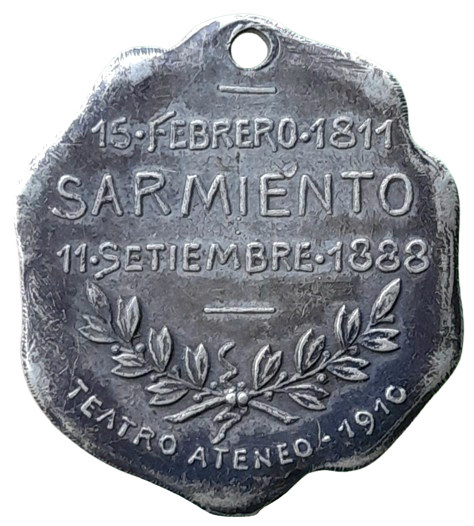 15·FEBRERO·1811
SARMIENTO
11·SETIEMBRE·1888
TEATRO ATENEO-1910